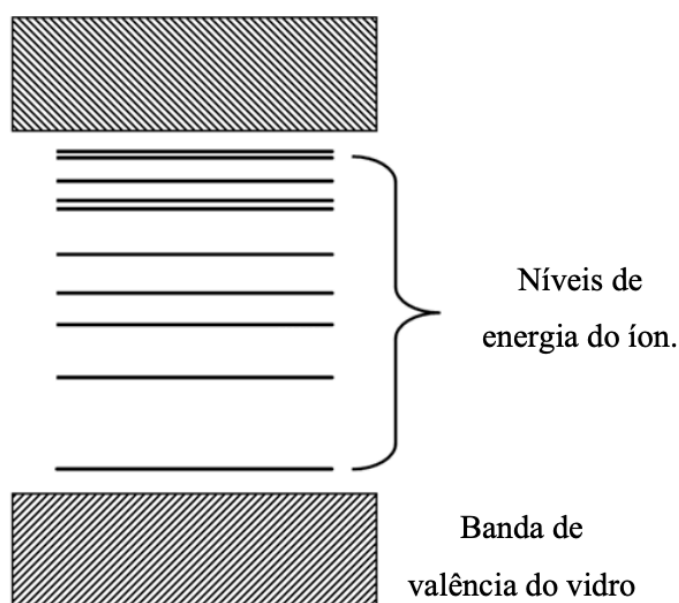 Níveis de
energia do íon.
Banda de
valência do vidro